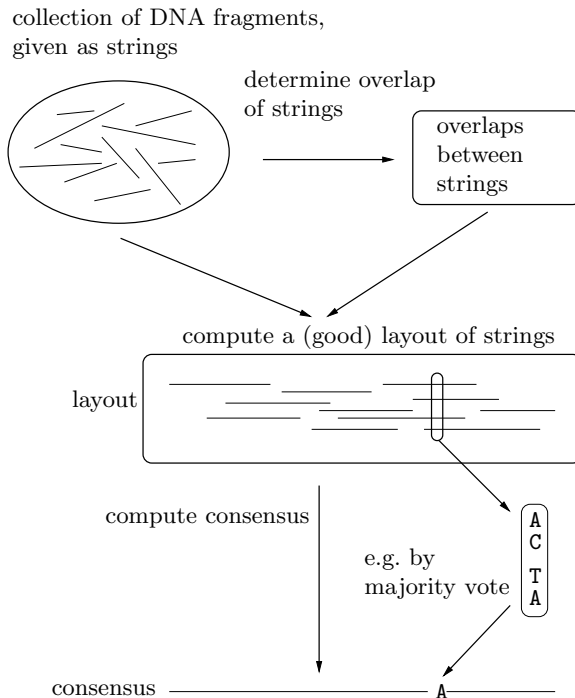 collection of DNA fragments,
given as strings
determine overlap
of strings
overlaps
between
strings
compute a (good) layout of strings
layout
compute consensus
A
C
T
A
e.g. by
majority vote
consensus
A